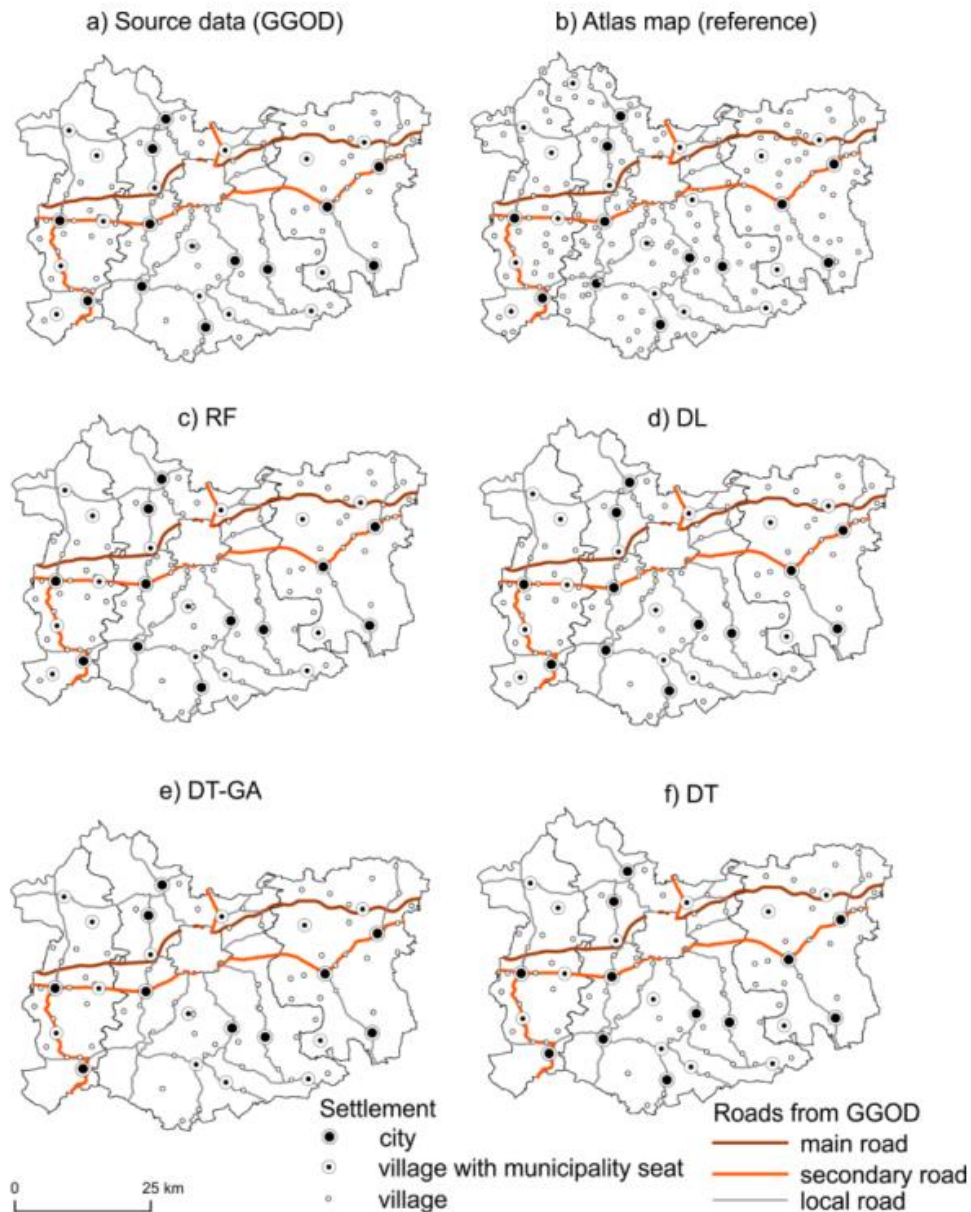 a) Source data (GGOD)
b) Atlas map (reference)
c) RF
d) DL
e) DT-GA
f) DT
Settlement
city
village with municipality seat
village
Roads from GGOD
main road
secondary road
local road
0 25 km